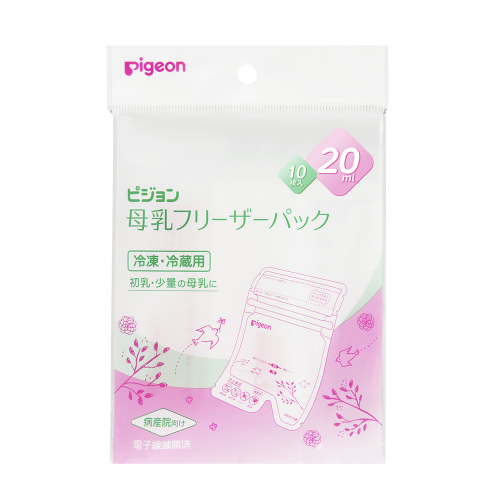 pigeon
20
ml
10
枚入
ピジョン
母乳フリーザーパック
冷凍・冷蔵用
初乳・少量の母乳に
pigeon
病産院向け
電子線滅菌済